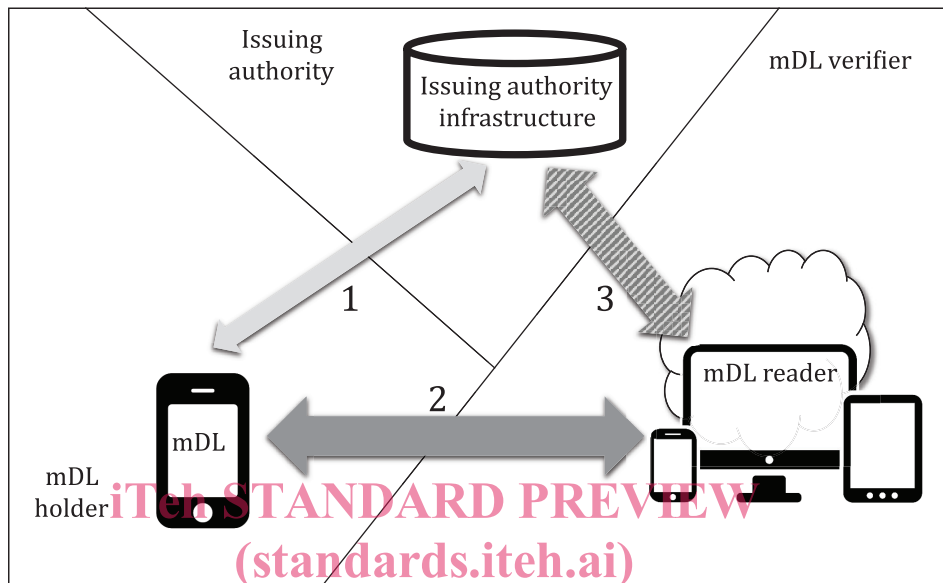 Issuing
authority
mDL verifier
Issuing authority
infrastructure
1
3
mDL reader
2
mDL
mDL
holder
iTeh STANDARD PREVIEW
(standards.iteh.ai)